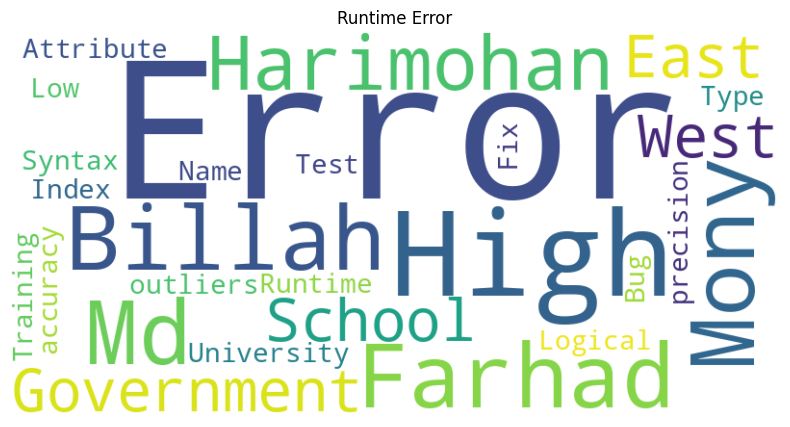 Runtime Error
Attribute
Harimohan
East
Low
Error
Type
West
Fix
Syntax
Name
Test
Index
precision
Mony
Billah
High
Training
accuracy
outliers
Runtime
Bug
Md
School
University
Logical
Government
Farhad